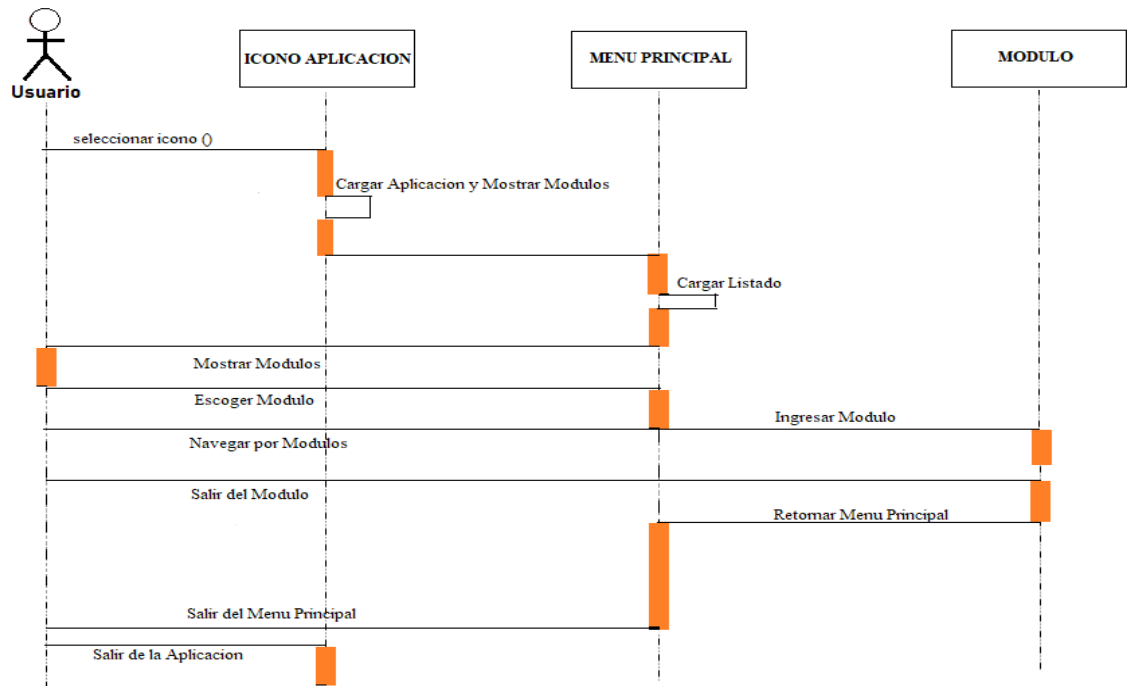 Usuario
ICONO APLICACION
MENU PRINCIPAL
MODULO
seleccionar icono ()
Cargar Aplicacion y Mostrar Modulos
Cargar Listado
Mostrar Modulos
Escoger Modulo
Ingresar Modulo
Navegar por Modulos
Salir del Modulo
Retornar Menu Principal
Salir del Menu Principal
Salir de la Aplicacion